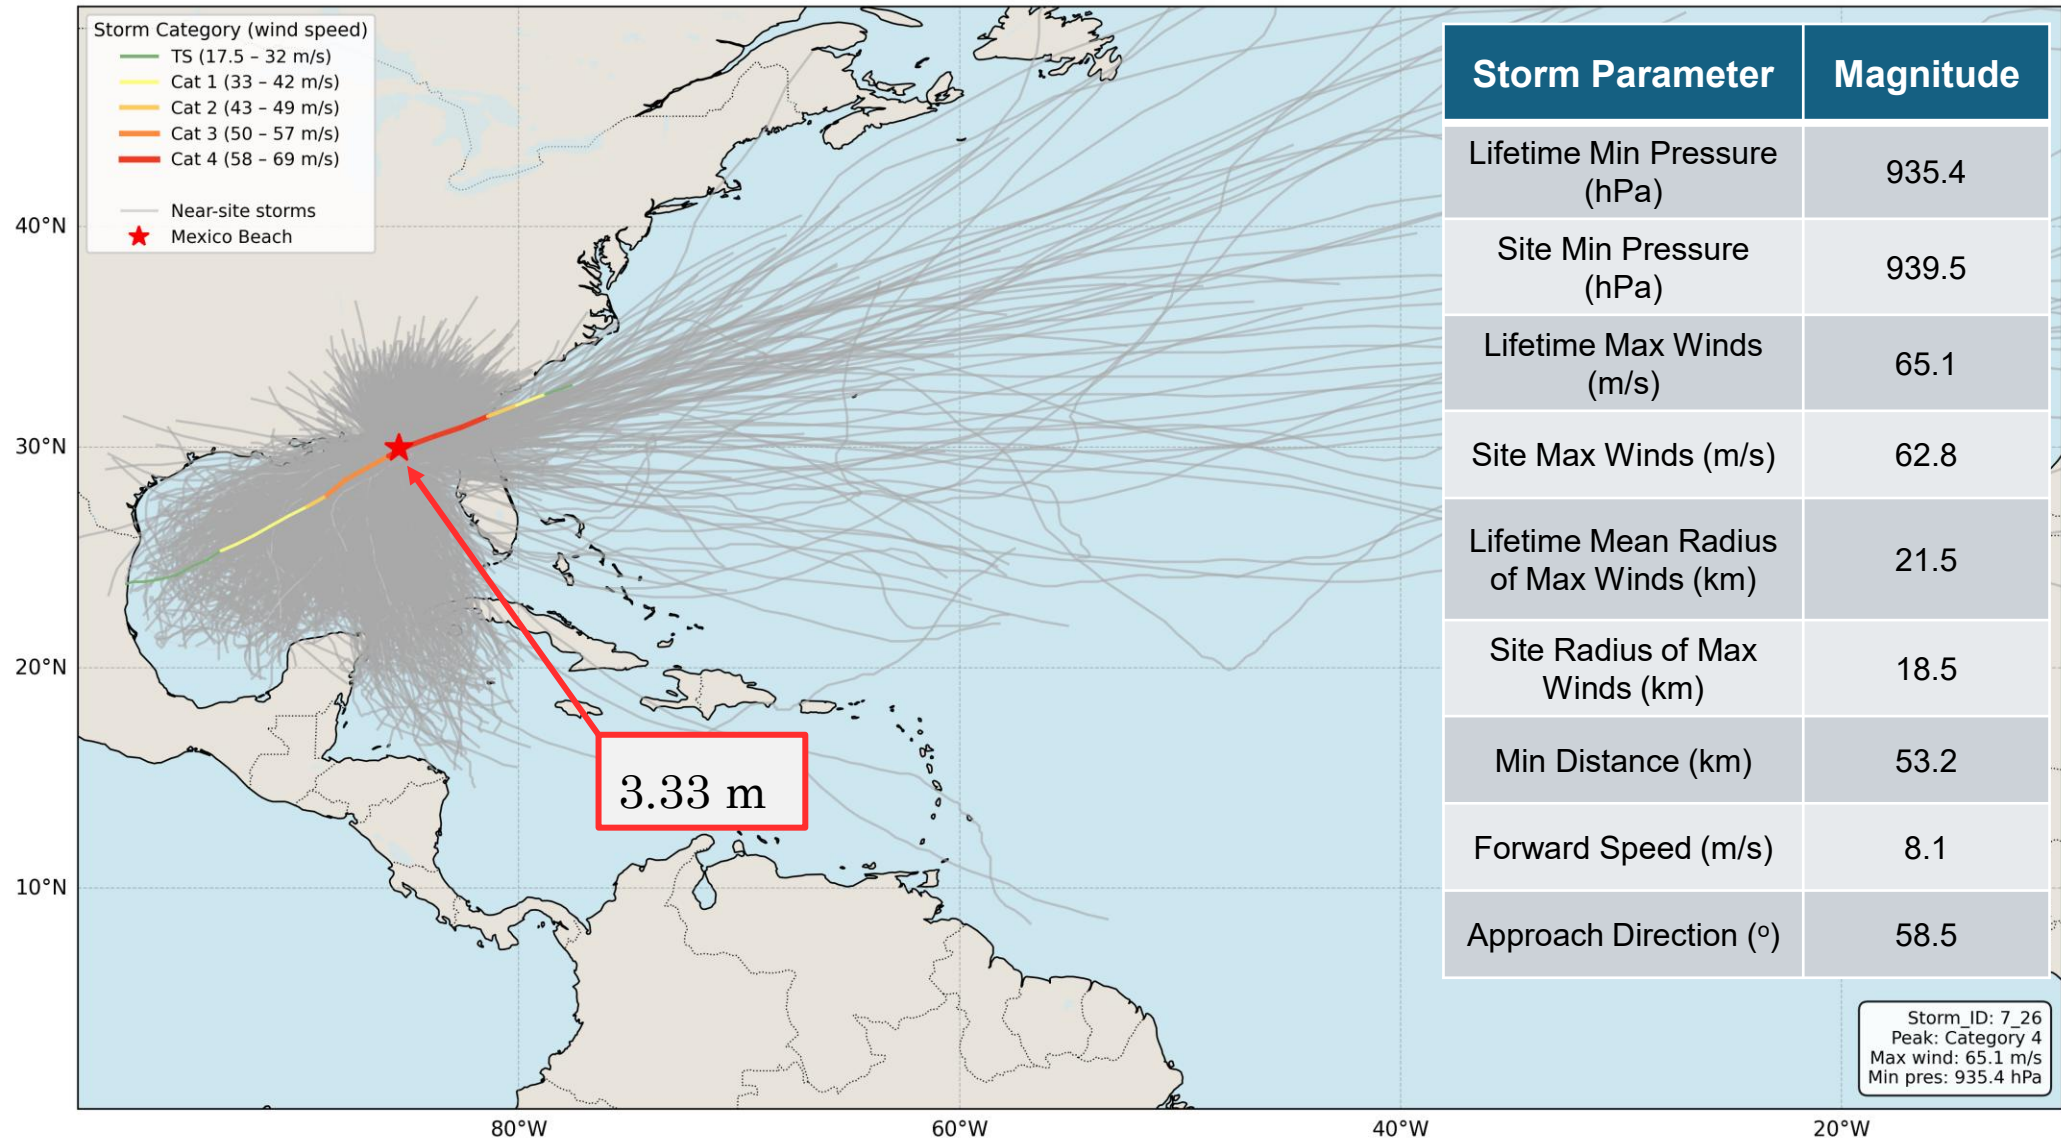 Storm Category (wind speed)
TS (17.5 – 32 m/s)
Cat 1 (33 – 42 m/s)
Cat 2 (43 – 49 m/s)
Cat 3 (50 – 57 m/s)
Cat 4 (58 – 69 m/s)
Near-site storms
Mexico Beach
40°N
30°N
20°N
10°N
80°W
60°W
40°W
20°W
3.33 m
Storm Parameter Magnitude
Lifetime Min Pressure
(hPa) 935.4
Site Min Pressure
(hPa) 939.5
Lifetime Max Winds
(m/s) 65.1
Site Max Winds (m/s) 62.8
Lifetime Mean Radius
of Max Winds (km) 21.5
Site Radius of Max
Winds (km) 18.5
Min Distance (km) 53.2
Forward Speed (m/s) 8.1
Approach Direction (º) 58.5
Storm_ID: 7_26
Peak: Category 4
Max wind: 65.1 m/s
Min pres: 935.4 hPa